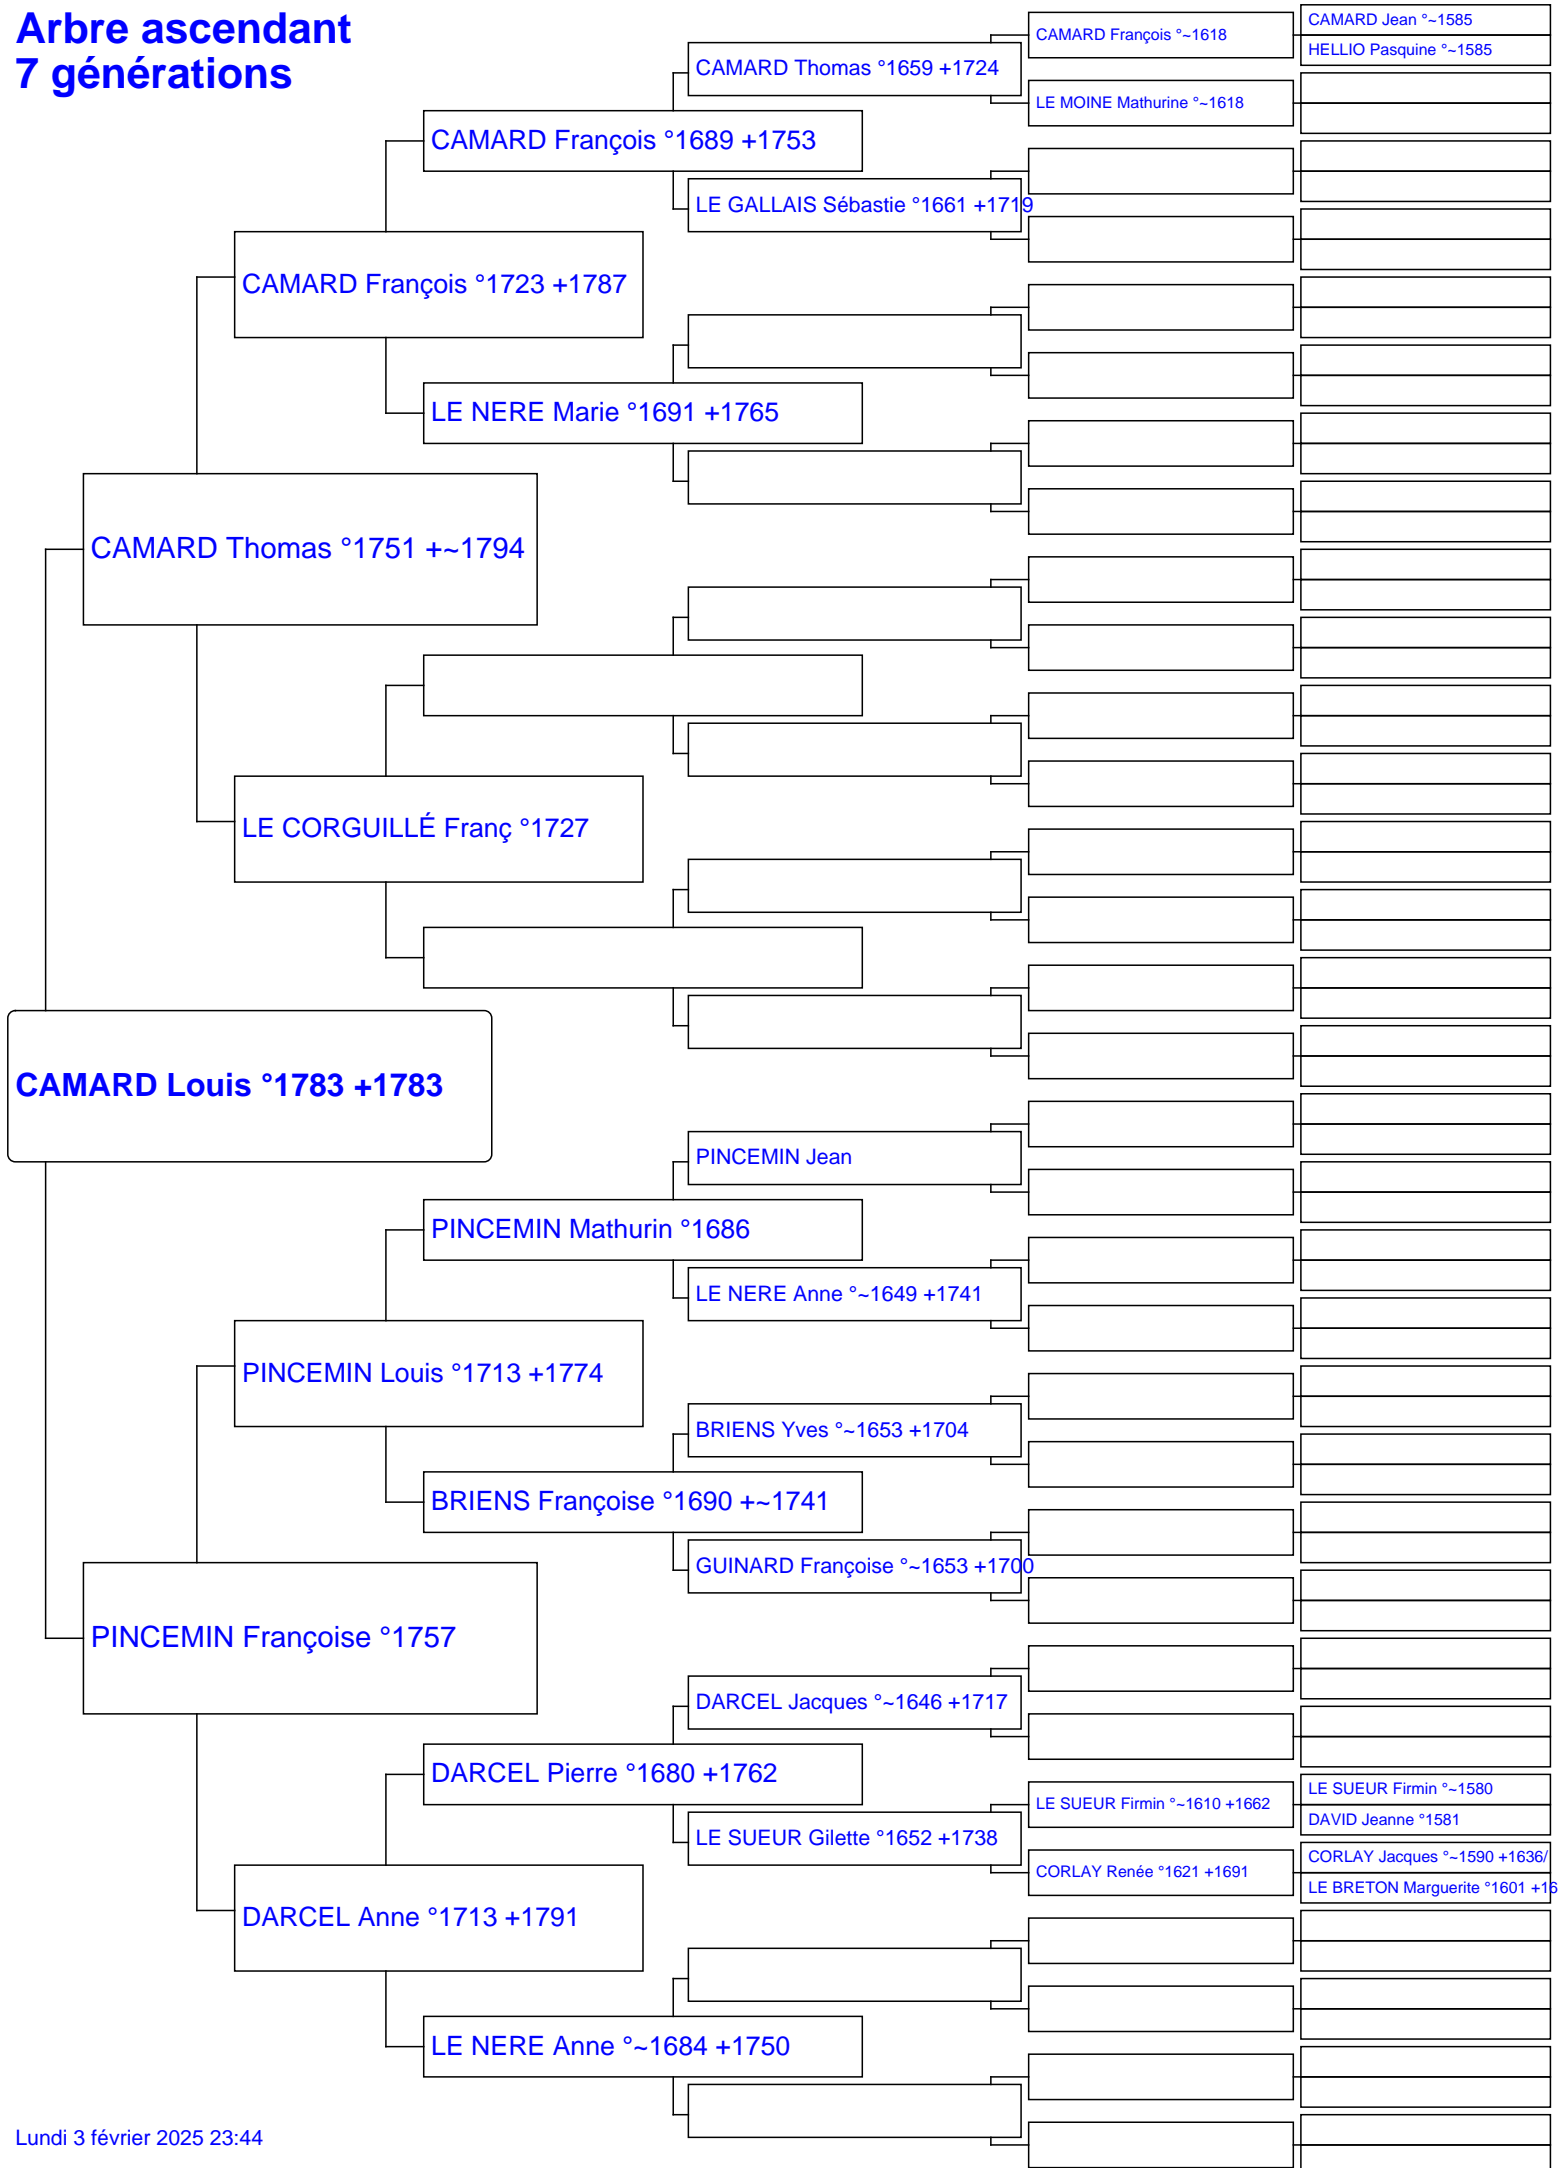 Arbre ascendant
7 générations
CAMARD Jean °~1585
CAMARD François °~1618
HELLIO Pasquine °~1585
CAMARD Thomas °1659 +1724
LE MOINE Mathurine °~1618
CAMARD François °1689 +1753
LE GALLAIS Sébastie °1661 +1719
CAMARD François °1723 +1787
LE NERE Marie °1691 +1765
CAMARD Thomas °1751 +~1794
LE CORGUILLÉ Franç °1727
CAMARD Louis °1783 +1783
PINCEMIN Jean
PINCEMIN Mathurin °1686
LE NERE Anne °~1649 +1741
PINCEMIN Louis °1713 +1774
BRIENS Yves °~1653 +1704
BRIENS Françoise °1690 +~1741
GUINARD Françoise °~1653 +1700
PINCEMIN Françoise °1757
DARCEL Jacques °~1646 +1717
DARCEL Pierre °1680 +1762
LE SUEUR Firmin °~1580
LE SUEUR Firmin °~1610 +1662
DAVID Jeanne °1581
LE SUEUR Gilette °1652 +1738
CORLAY Jacques °~1590 +1636/
CORLAY Renée °1621 +1691
LE BRETON Marguerite °1601 +16
DARCEL Anne °1713 +1791
LE NERE Anne °~1684 +1750
Lundi 3 février 2025 23:44